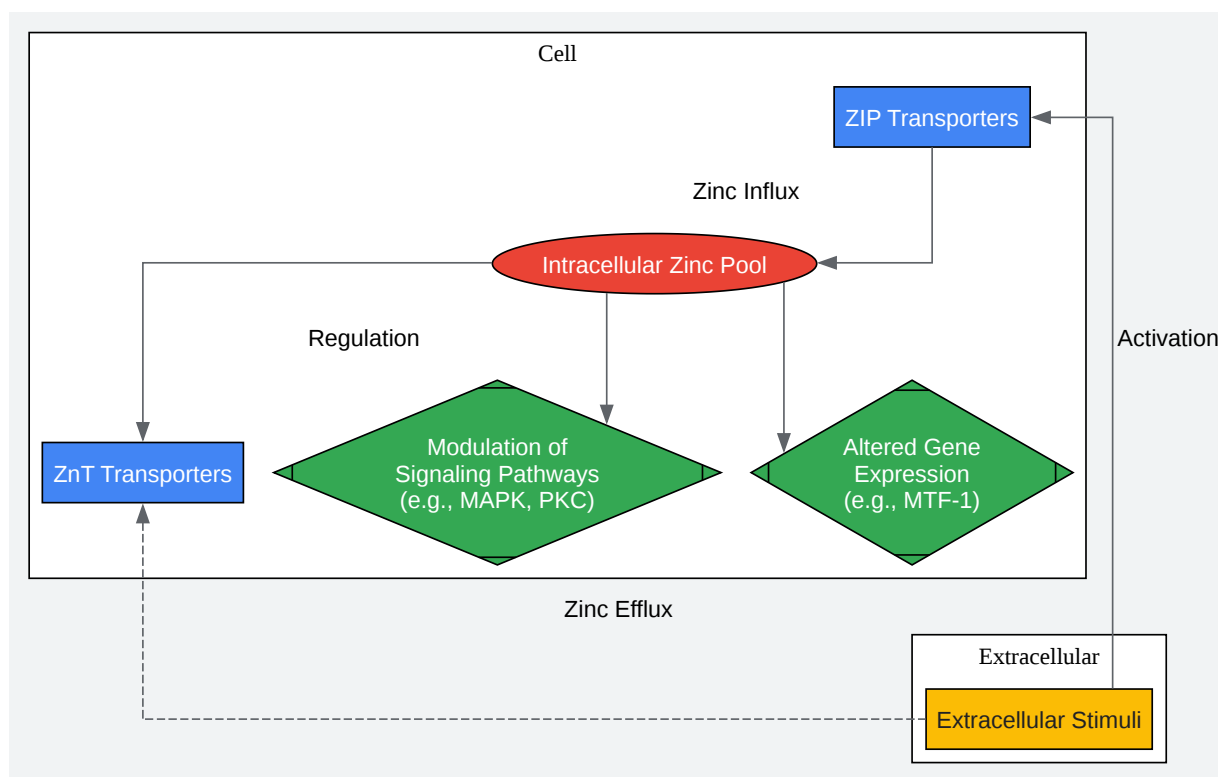 Cell
ZIP Transporters
Zinc Influx
Intracellular Zinc Pool
Regulation
Activation
Modulation of
Signaling Pathways
(e.g., MAPK, PKC)
Altered Gene
Expression
(e.g., MTF-1)
ZnT Transporters
Zinc Efflux
Extracellular
Extracellular Stimuli